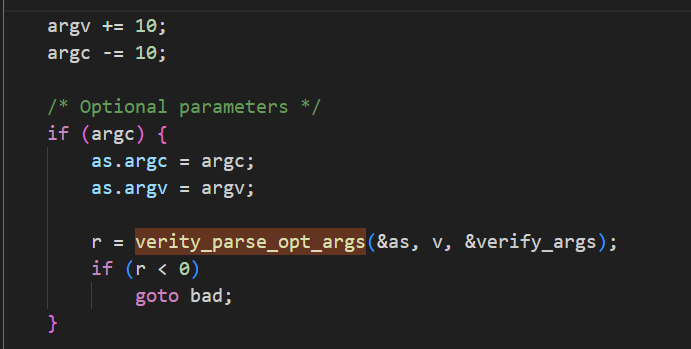 argv += 10;
argc -= 10;
/* Optional parameters */
if (argc) {
as.argc = argc;
as.argv = argv;
r = verity_parse_opt_args(&as, v, &verify_args);
if (r < 0)
goto bad;
}